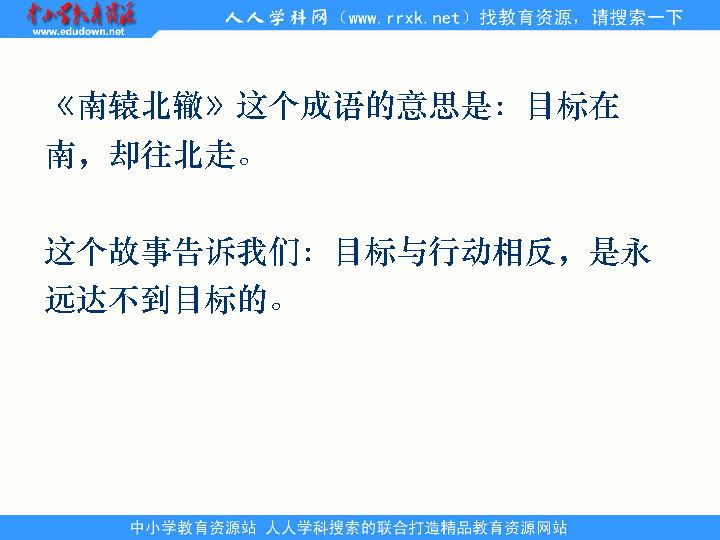 中小学教育资源
www.edudown.net
人人学科网（www.rrxk.net）找教育资源，请搜索一下
《南辕北辙》这个成语的意思是：目标在
南，却往北走。
这个故事告诉我们：目标与行动相反，是永
远达不到目标的。
中小学教育资源站 人人学科搜索的联合打造精品教育资源网站